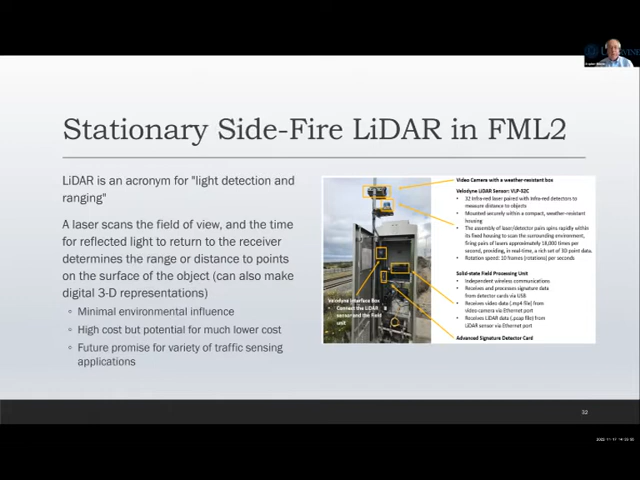 Stationary Side-Fire LiDAR in FML2
LiDAR is an acronym for "light detection and
ranging"
A laser scans the field of view, and the time
for reflected light to return to the receiver
determines the range or distance to points
on the surface of the object (can also make
digital 3-D representations)
Minimal environmental influence
High cost but potential for much lower cost
Future promise for variety of traffic sensing
applications
Video Camera with a weather-resistant box
Velodyne LiDAR Sensor: VLP-32C
32 Infra-red laser paired with infra-red detectors to
measure distance to objects
Mounted securely within a compact, weather-resistant
housing
The assembly of laser/detector pairs spins rapidly within
its fixed housing to scan the surrounding environment,
firing pairs of lasers approximately 18,000 times per
second, providing, in real-time, a rich set of 3D point data.
Rotation speed: 10 frames (rotations) per seconds
Solid-state Field Processing Unit
Independent wireless communications
Receives and processes signature data
from detector cards via USB
Receives video data (.mp4 file) from
video camera via Ethernet port
Receives LiDAR data (.pcap file) from
LiDAR sensor via Ethernet port
Advanced Signature Detector Card
Velodyne Interface Box
Connect the LiDAR
sensor and the field
unit
32